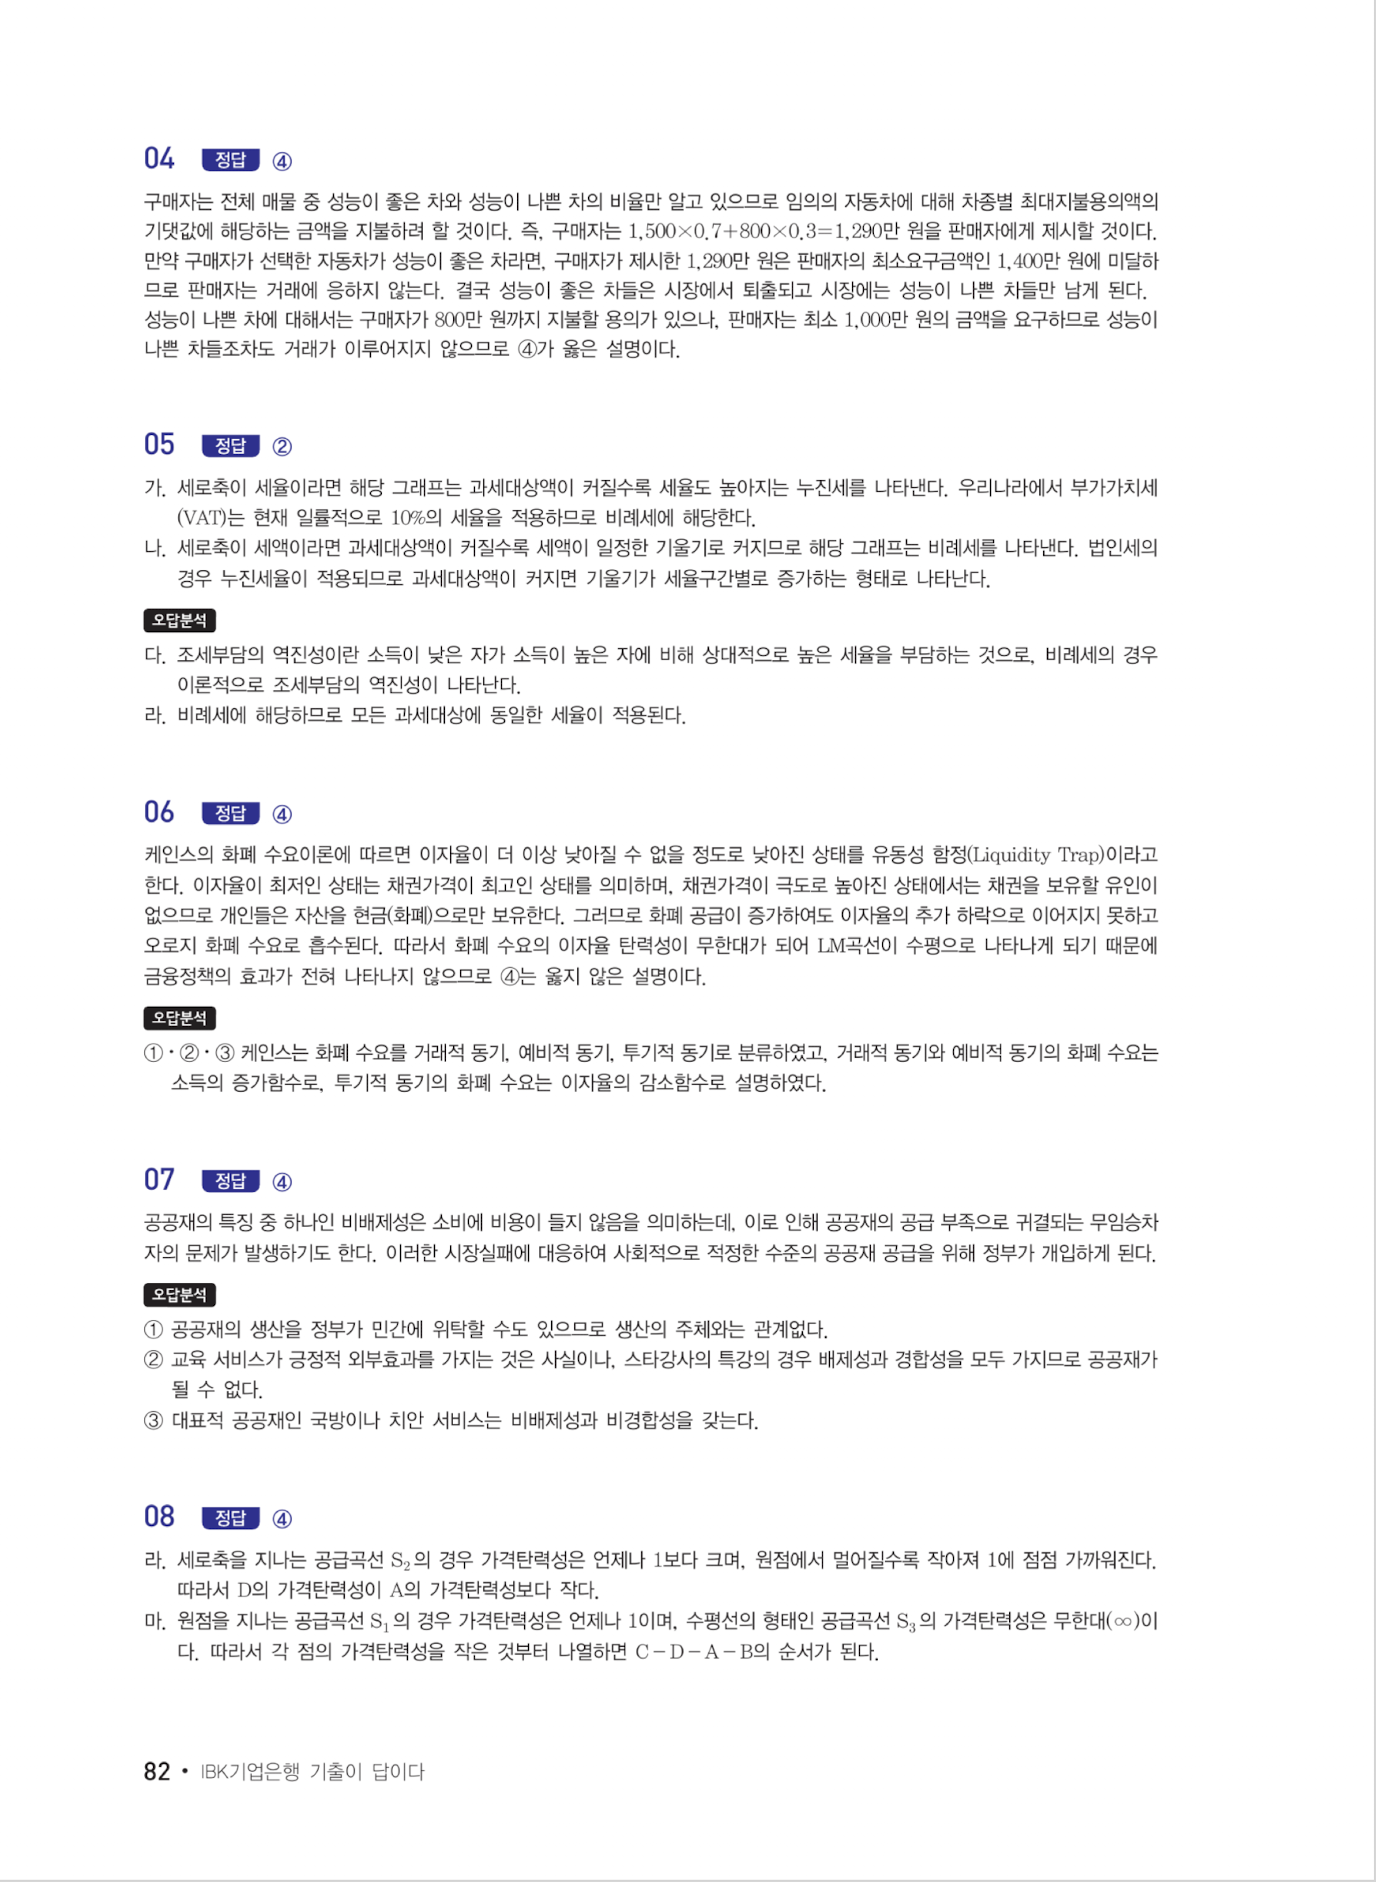 04 정답 ④
구매자는 전체 매물 중 성능이 좋은 차와 성능이 나쁜 차의 비율만 알고 있으므로 임의의 자동차에 대해 차종별 최대지불용의액의
기댓값에 해당하는 금액을 지불하려 할 것이다. 즉, 구매자는 1,500×0.7+800×0.3=1,290만 원을 판매자에게 제시할 것이다.
만약 구매자가 선택한 자동차가 성능이 좋은 차라면, 구매자가 제시한 1,290만 원은 판매자의 최소요구금액인 1,400만 원에 미달하
므로 판매자는 거래에 응하지 않는다. 결국 성능이 좋은 차들은 시장에서 퇴출되고 시장에는 성능이 나쁜 차들만 남게 된다.
성능이 나쁜 차에 대해서는 구매자가 800만 원까지 지불할 용의가 있으나, 판매자는 최소 1,000만 원의 금액을 요구하므로 성능이
나쁜 차들조차도 거래가 이루어지지 않으므로 ④가 옳은 설명이다.
05 정답 ②
가. 세로축이 세율이라면 해당 그래프는 과세대상액이 커질수록 세율도 높아지는 누진세를 나타낸다. 우리나라에서 부가가치세
(VAT)는 현재 일률적으로 10%의 세율을 적용하므로 비례세에 해당한다.
나. 세로축이 세액이라면 과세대상액이 커질수록 세액이 일정한 기울기로 커지므로 해당 그래프는 비례세를 나타낸다. 법인세의
경우 누진세율이 적용되므로 과세대상액이 커지면 기울기가 세율구간별로 증가하는 형태로 나타난다.
오답분석
다. 조세부담의 역진성이란 소득이 낮은 자가 소득이 높은 자에 비해 상대적으로 높은 세율을 부담하는 것으로, 비례세의 경우
이론적으로 조세부담의 역진성이 나타난다.
라. 비례세에 해당하므로 모든 과세대상에 동일한 세율이 적용된다.
06 정답 ④
케인스의 화폐 수요이론에 따르면 이자율이 더 이상 낮아질 수 없을 정도로 낮아진 상태를 유동성 함정(Liquidity Trap)이라고
한다. 이자율이 최저인 상태는 채권가격이 최고인 상태를 의미하며, 채권가격이 극도로 높아진 상태에서는 채권을 보유할 유인이
없으므로 개인들은 자산을 현금(화폐)으로만 보유한다. 그러므로 화폐 공급이 증가하여도 이자율의 추가 하락으로 이어지지 못하고
오로지 화폐 수요로 흡수된다. 따라서 화폐 수요의 이자율 탄력성이 무한대가 되어 LM곡선이 수평으로 나타나게 되기 때문에
금융정책의 효과가 전혀 나타나지 않으므로 ④는 옳지 않은 설명이다.
오답분석
①·②·③ 케인스는 화폐 수요를 거래적 동기, 예비적 동기, 투기적 동기로 분류하였고, 거래적 동기와 예비적 동기의 화폐 수요는
소득의 증가함수로, 투기적 동기의 화폐 수요는 이자율의 감소함수로 설명하였다.
07 정답 ④
공공재의 특징 중 하나인 비배제성은 소비에 비용이 들지 않음을 의미하는데, 이로 인해 공공재의 공급 부족으로 귀결되는 무임승차
자의 문제가 발생하기도 한다. 이러한 시장실패에 대응하여 사회적으로 적정한 수준의 공공재 공급을 위해 정부가 개입하게 된다.
오답분석
① 공공재의 생산을 정부가 민간에 위탁할 수도 있으므로 생산의 주체와는 관계없다.
② 교육 서비스가 긍정적 외부효과를 가지는 것은 사실이나, 스타강사의 특강의 경우 배제성과 경합성을 모두 가지므로 공공재가
될 수 없다.
③ 대표적 공공재인 국방이나 치안 서비스는 비배제성과 비경합성을 갖는다.
08 정답 ④
라. 세로축을 지나는 공급곡선 S₂의 경우 가격탄력성은 언제나 1보다 크며, 원점에서 멀어질수록 작아져 1에 점점 가까워진다.
따라서 D의 가격탄력성이 A의 가격탄력성보다 작다.
마. 원점을 지나는 공급곡선 S₁의 경우 가격탄력성은 언제나 1이며, 수평선의 형태인 공급곡선 S₃의 가격탄력성은 무한대(∞)이
다. 따라서 각 점의 가격탄력성을 작은 것부터 나열하면 C-D-A-B의 순서가 된다.
82 • IBK기업은행 기출이 답이다